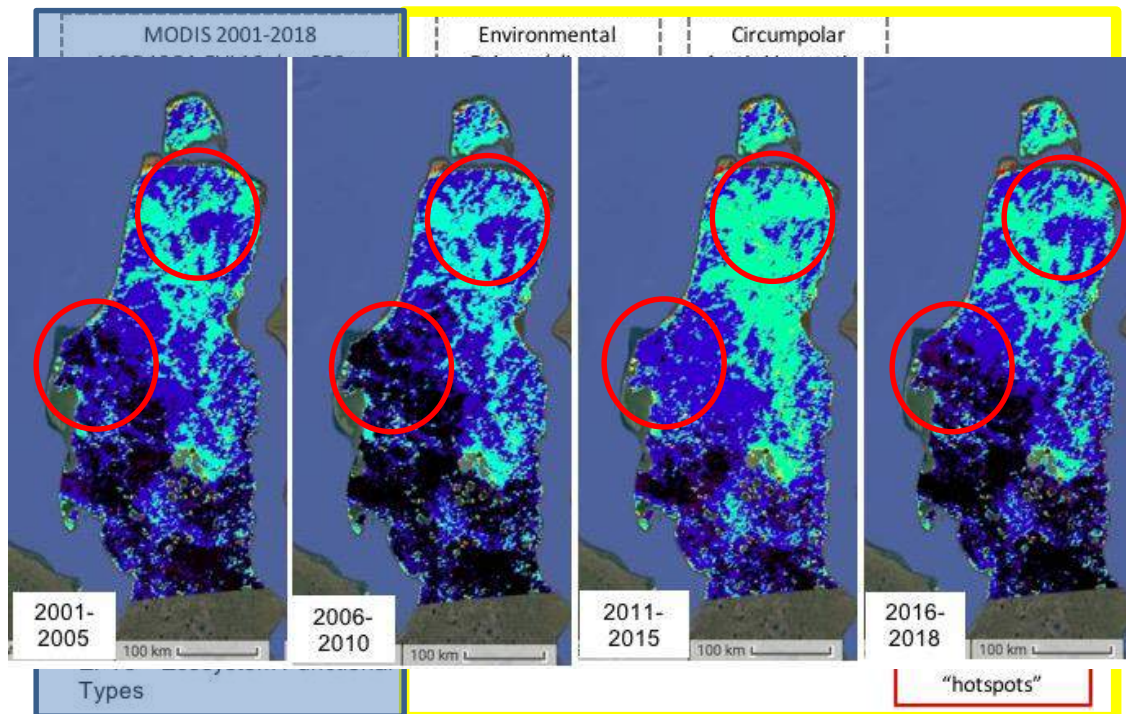 MODIS 2001-2018
Environmental
Circumpolar
2001-
2005
100 km
2006-
2010
100 km
2011-
2015
100 km
2016-
2018
100 km
Types
"hotspots"